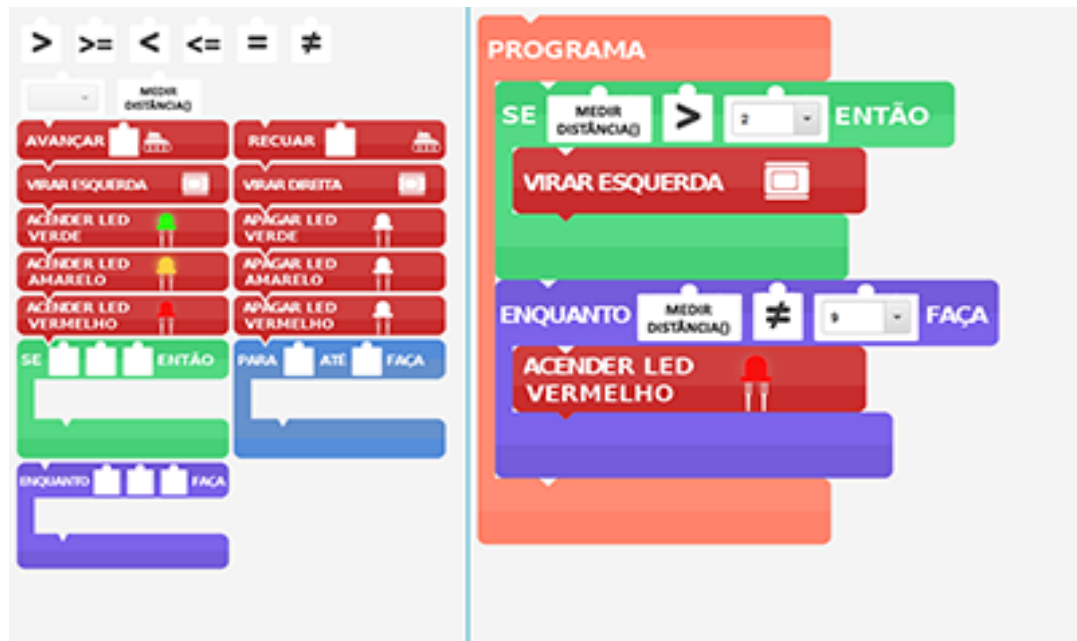 > >= < <= = ≠
MEDIR
DISTÂNCIA()
AVANÇAR RECUAR
VIRAR ESQUERDA VIRAR DIREITA
ACENDER LED
VERDE
APAGAR LED
VERDE
ACENDER LED
AMARELO
APAGAR LED
AMARELO
ACENDER LED
VERMELHO
APAGAR LED
VERMELHO
SE ENTÃO
PARA ATÉ FAÇA
ENQUANTO FAÇA
PROGRAMA
SE MEDIR DISTÂNCIA() > 2 ENTÃO
VIRAR ESQUERDA
ENQUANTO MEDIR DISTÂNCIA() ≠ 9 FAÇA
ACENDER LED
VERMELHO